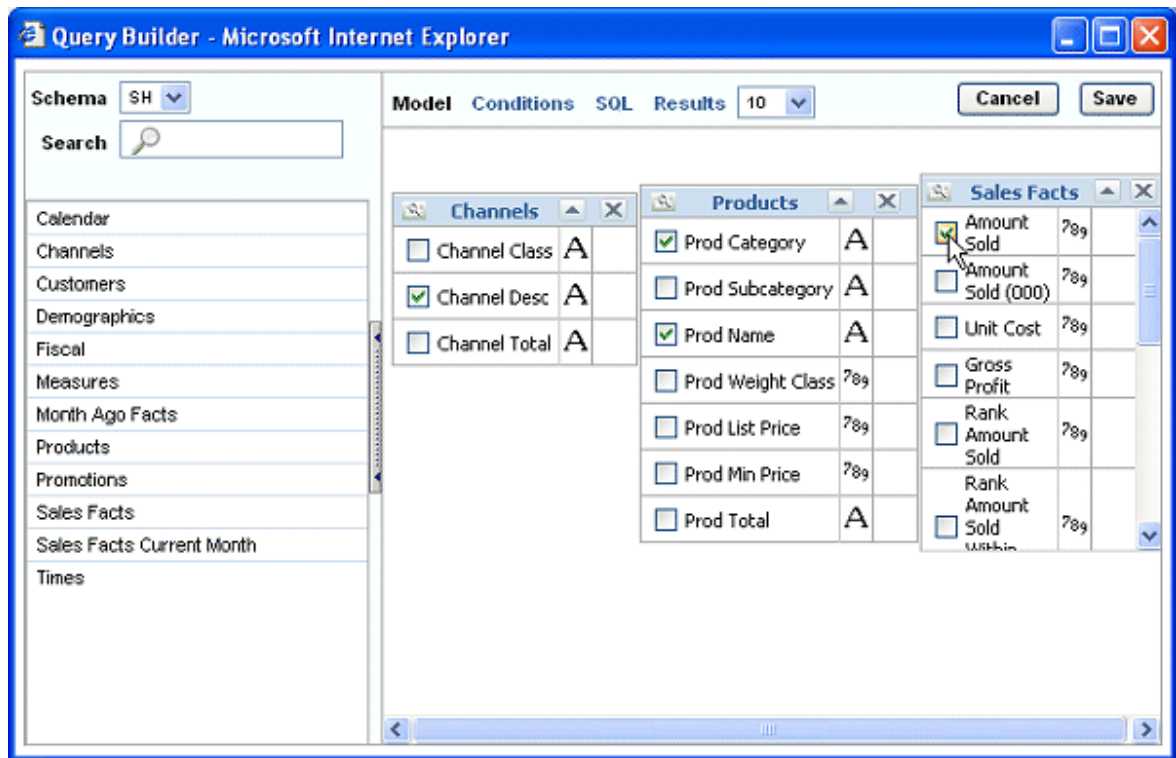 Query Builder - Microsoft Internet Explorer
Schema SH
Search
Calendar
Channels
Customers
Demographics
Fiscal
Measures
Month Ago Facts
Products
Promotions
Sales Facts
Sales Facts Current Month
Times
Model Conditions SQL Results 10
Cancel Save
Channels
Channel Class A
Channel Desc A
Channel Total A
Products
Prod Category A
Prod Subcategory A
Prod Name A
Prod Weight Class 789
Prod List Price 789
Prod Min Price 789
Prod Total A
Sales Facts
Amount
Sold 789
Amount
Sold (000) 789
Unit Cost 789
Gross
Profit 789
Rank
Amount
Sold 789
Rank
Amount
Sold 789
Within